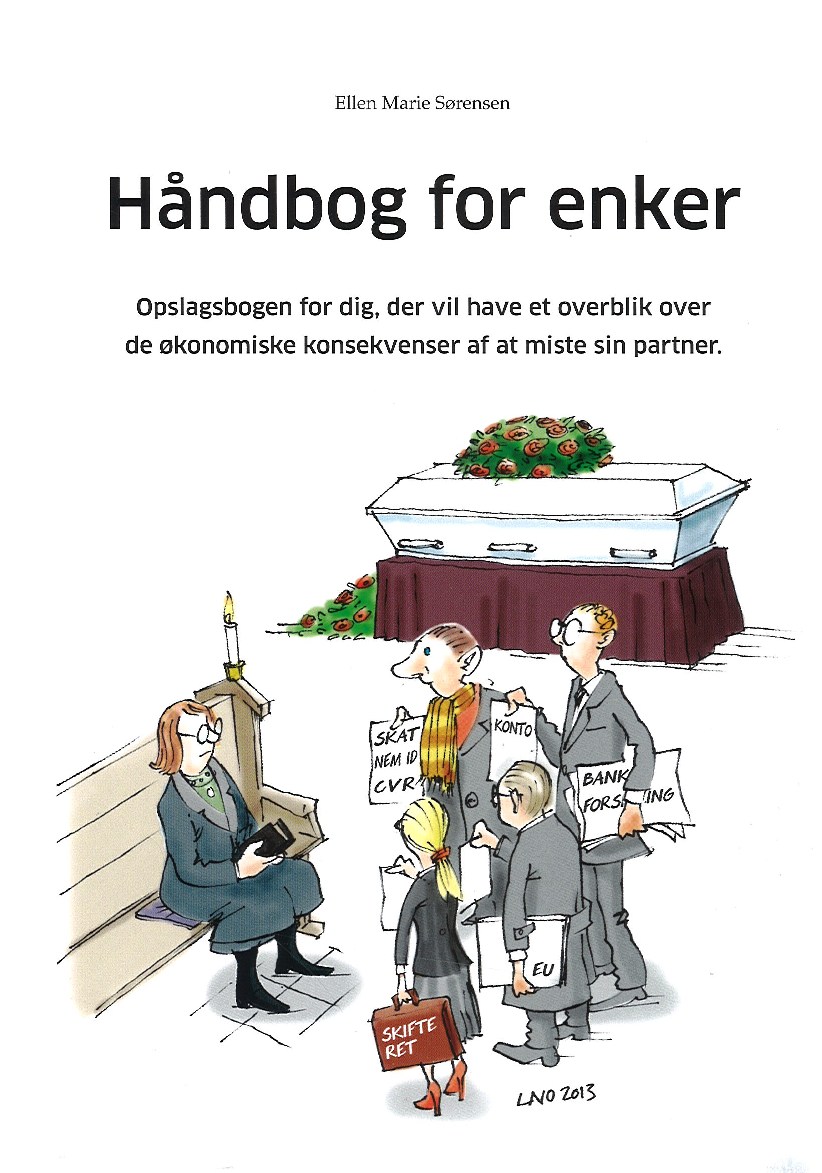 Ellen Marie Sørensen
Håndbog for enker
Opslagsbogen for dig, der vil have et overblik over
de økonomiske konsekvenser af at miste sin partner.
SKAT
NEM ID
CVR
KONTO
BANK
FORS ING
EU
SKIFTE
RET
LNO 2013